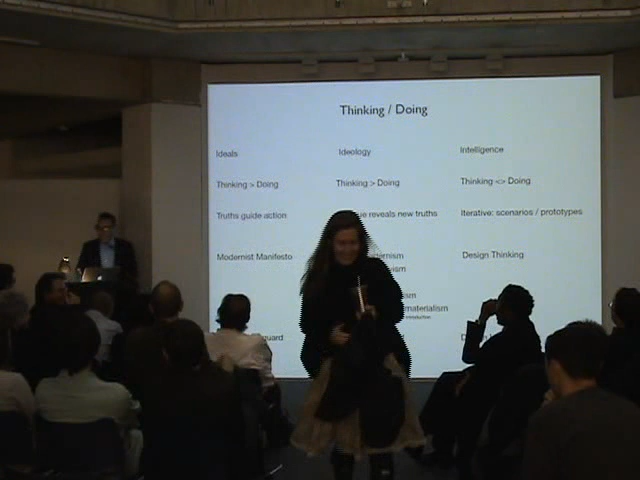 Thinking / Doing
Ideals Ideology Intelligence
Thinking > Doing Thinking > Doing Thinking <> Doing
Truths guide action reveals new truths Iterative: scenarios / prototypes
Modernist Manifesto Design Thinking
materialism